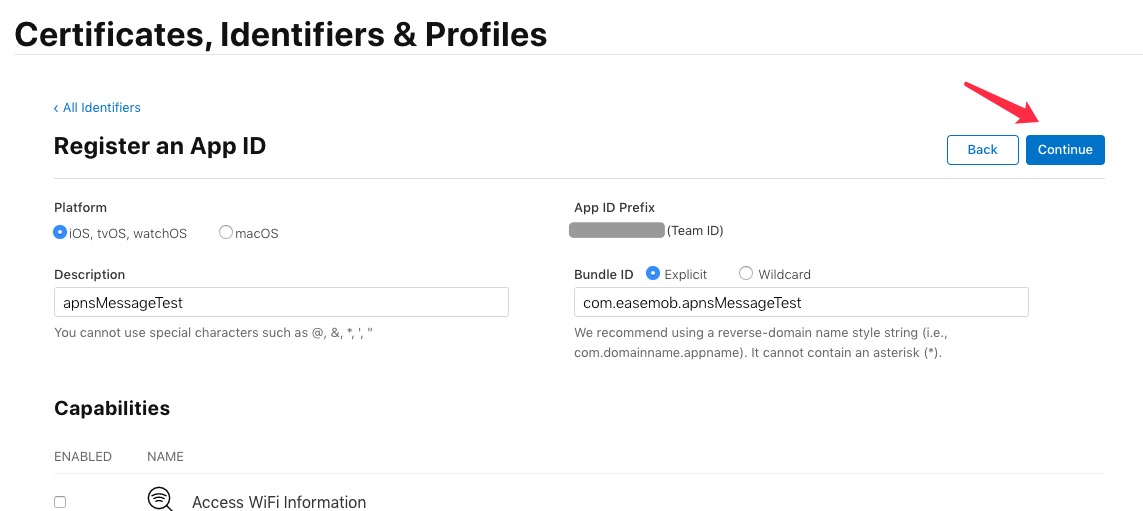 Certificates, Identifiers & Profiles
‹ All Identifiers
Register an App ID
Back
Continue
Platform
iOS, tvOS, watchOS
macOS
App ID Prefix
(Team ID)
Description
apnsMessageTest
You cannot use special characters such as @, &, *, ', "
Bundle ID
Explicit
Wildcard
com.easemob.apnsMessageTest
We recommend using a reverse-domain name style string (i.e.,
com.domainname.appname). It cannot contain an asterisk (*).
Capabilities
ENABLED
NAME
Access WiFi Information